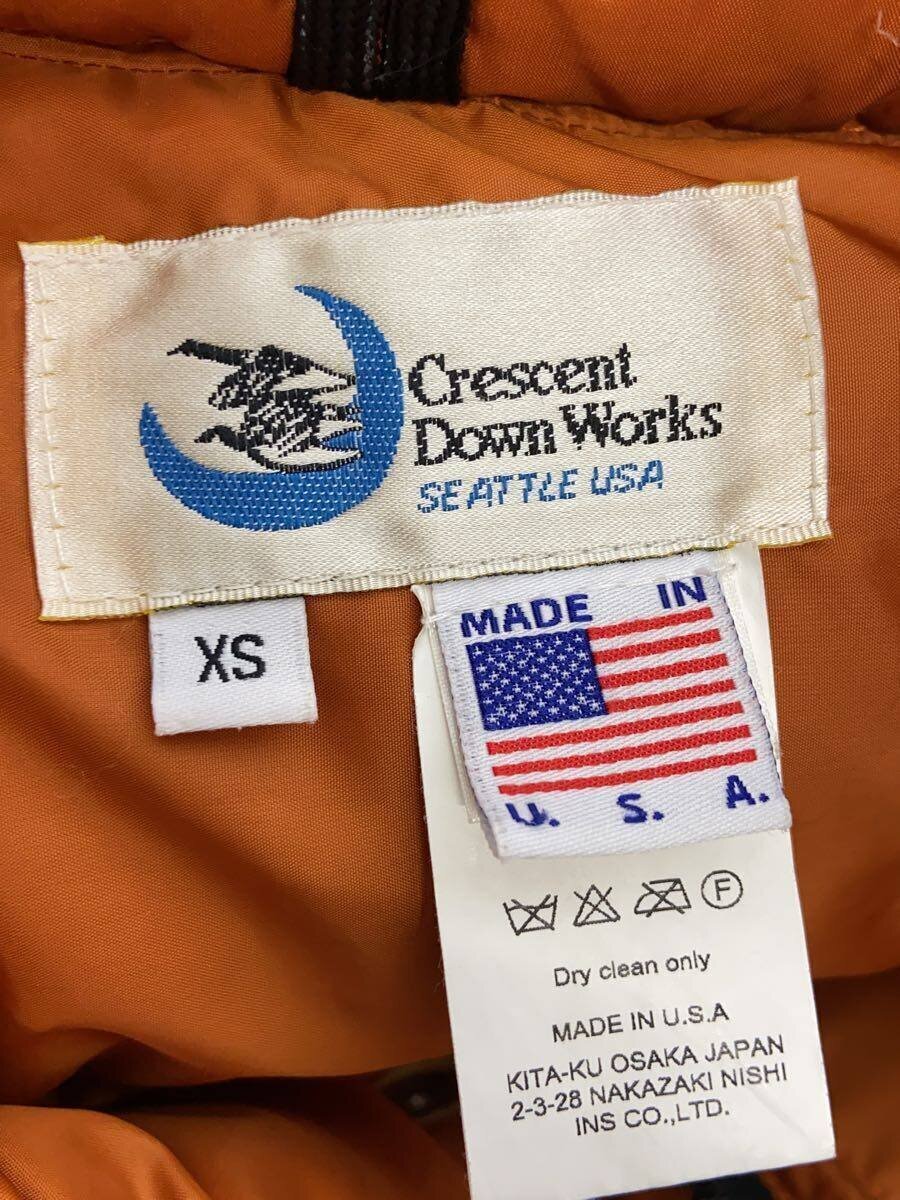 Crescent
Down Works
SEATTLE USA
XS
MADE IN
U. S. A.
F
Dry clean only
MADE IN U.S.A
KITA-KU OSAKA JAPAN
2-3-28 NAKAZAKI NISHI
INS CO.,LTD.